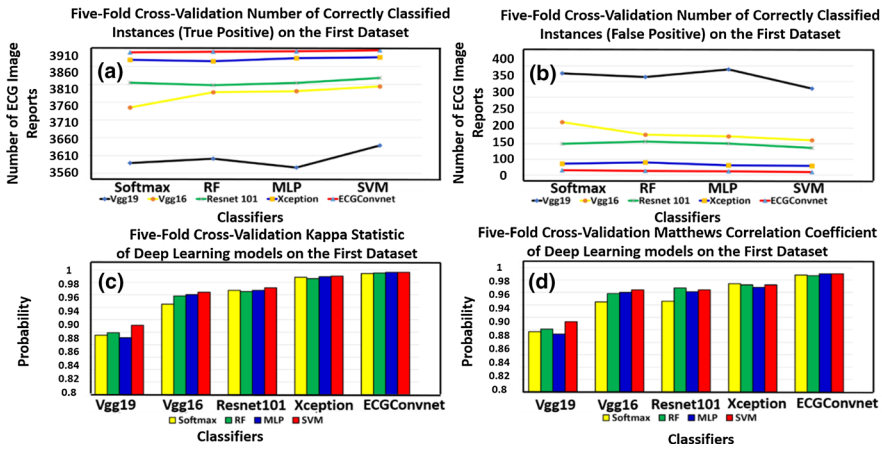 Five-Fold Cross-Validation Number of Correctly Classified
Instances (True Positive) on the First Dataset
(a)
Number of ECG Image
Reports
3910
3860
3810
3760
3710
3660
3610
3560
Softmax RF MLP SVM
Vgg19 Vgg16 Resnet 101 Xception ECGConvnet
Classifiers
Five-Fold Cross-Validation Number of Correctly Classified
Instances (False Positive) on the First Dataset
(b)
Number of ECG Image
Reports
400
350
300
250
200
150
100
50
0
Softmax RF MLP SVM
Vgg19 Vgg16 Resnet 101 Xception ECGConvnet
Classifiers
Five-Fold Cross-Validation Kappa Statistic
of Deep Learning models on the First Dataset
(c)
Probability
1
0.98
0.96
0.94
0.92
0.90
0.88
0.86
0.84
0.82
0.8
Vgg19 Vgg16 Resnet101 Xception ECGConvnet
Softmax RF MLP SVM
Classifiers
Five-Fold Cross-Validation Matthews Correlation Coefficient
of Deep Learning models on the First Dataset
(d)
Probability
1
0.98
0.96
0.94
0.92
0.90
0.88
0.86
0.84
0.82
0.8
Vgg19 Vgg16 Resnet101 Xception ECGConvnet
Softmax RF MLP SVM
Classifiers